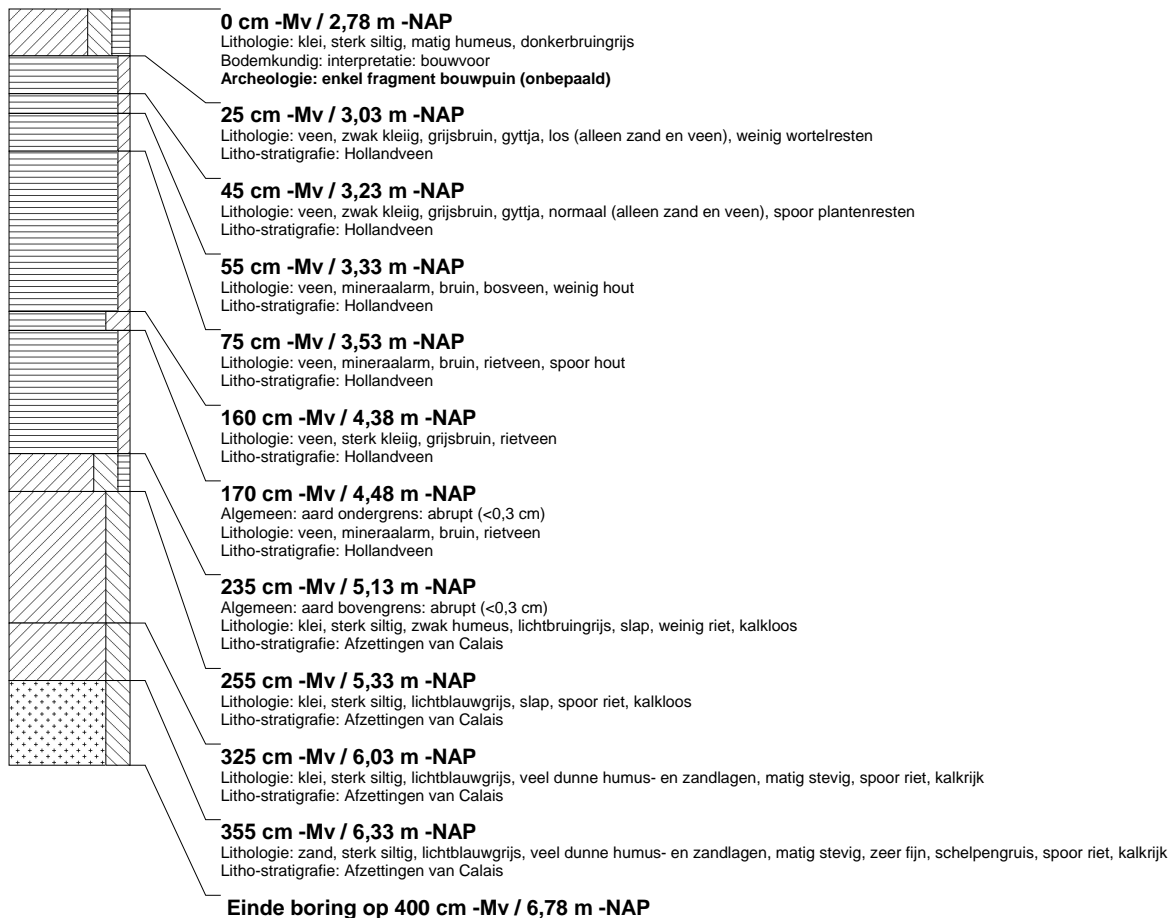 0 cm -Mv / 2,78 m -NAP
Lithologie: klei, sterk siltig, matig humeus, donkerbruingrijs
Bodemkundig: interpretatie: bouwvoor
Archeologie: enkel fragment bouwpuin (onbepaald)
25 cm -Mv / 3,03 m -NAP
Lithologie: veen, zwak kleiig, grijsbruin, gyttja, los (alleen zand en veen), weinig wortelresten
Litho-stratigrafie: Hollandveen
45 cm -Mv / 3,23 m -NAP
Lithologie: veen, zwak kleiig, grijsbruin, gyttja, normaal (alleen zand en veen), spoor plantenresten
Litho-stratigrafie: Hollandveen
55 cm -Mv / 3,33 m -NAP
Lithologie: veen, mineraalarm, bruin, bosveen, weinig hout
Litho-stratigrafie: Hollandveen
75 cm -Mv / 3,53 m -NAP
Lithologie: veen, mineraalarm, bruin, rietveen, spoor hout
Litho-stratigrafie: Hollandveen
160 cm -Mv / 4,38 m -NAP
Lithologie: veen, sterk kleiig, grijsbruin, rietveen
Litho-stratigrafie: Hollandveen
170 cm -Mv / 4,48 m -NAP
Algemeen: aard ondergrens: abrupt (<0,3 cm)
Lithologie: veen, mineraalarm, bruin, rietveen
Litho-stratigrafie: Hollandveen
235 cm -Mv / 5,13 m -NAP
Algemeen: aard bovengrens: abrupt (<0,3 cm)
Lithologie: klei, sterk siltig, zwak humeus, lichtbruingrijs, slap, weinig riet, kalkloos
Litho-stratigrafie: Afzettingen van Calais
255 cm -Mv / 5,33 m -NAP
Lithologie: klei, sterk siltig, lichtblauwgrijs, slap, spoor riet, kalkloos
Litho-stratigrafie: Afzettingen van Calais
325 cm -Mv / 6,03 m -NAP
Lithologie: klei, sterk siltig, lichtblauwgrijs, veel dunne humus- en zandlagen, matig stevig, spoor riet, kalkrijk
Litho-stratigrafie: Afzettingen van Calais
355 cm -Mv / 6,33 m -NAP
Lithologie: zand, sterk siltig, lichtblauwgrijs, veel dunne humus- en zandlagen, matig stevig, zeer fijn, schelpengruis, spoor riet, kalkrijk
Litho-stratigrafie: Afzettingen van Calais
Einde boring op 400 cm -Mv / 6,78 m -NAP